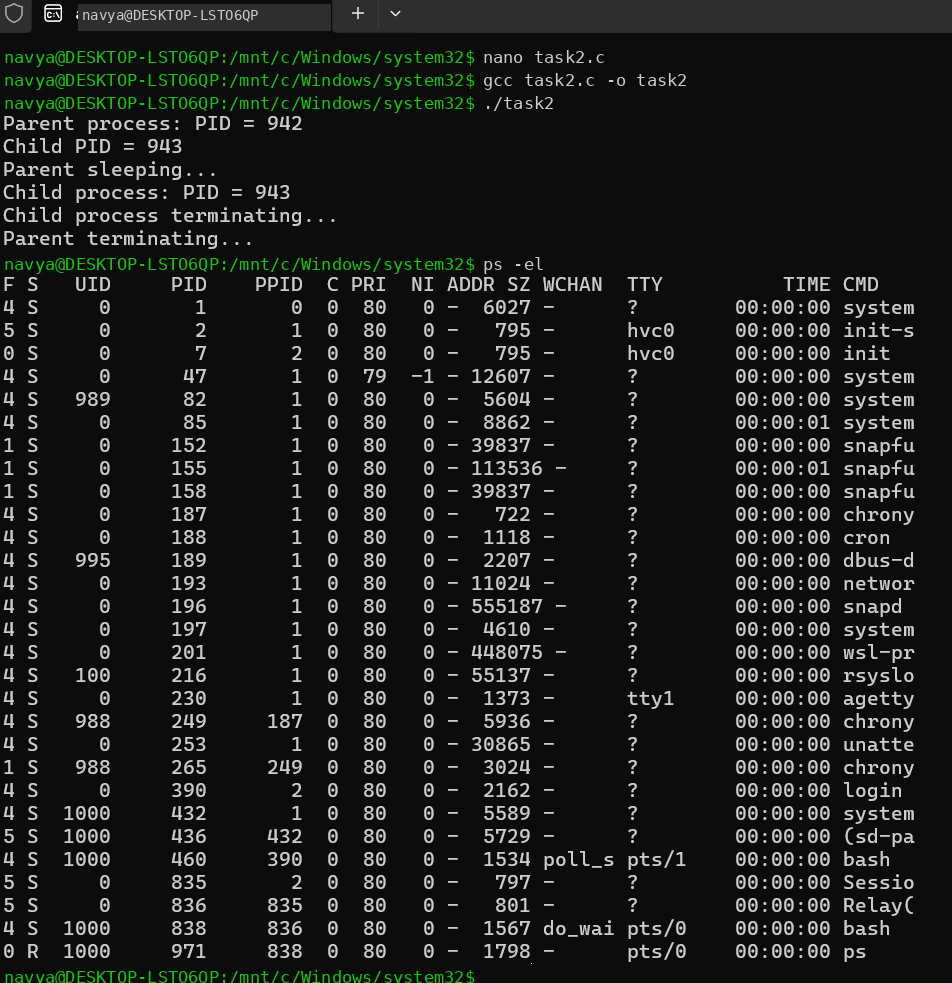 navya@DESKTOP-LSTO6QP
navya@DESKTOP-LSTO6QP:/mnt/c/Windows/system32$ nano task2.c
navya@DESKTOP-LSTO6QP:/mnt/c/Windows/system32$ gcc task2.c -o task2
navya@DESKTOP-LSTO6QP:/mnt/c/Windows/system32$ ./task2
Parent process: PID = 942
Child PID = 943
Parent sleeping...
Child process: PID = 943
Child process terminating...
Parent terminating...
navya@DESKTOP-LSTO6QP:/mnt/c/Windows/system32$ ps -el
F S   UID     PID    PPID  C PRI  NI ADDR SZ WCHAN  TTY          TIME CMD
4 S     0       1       0  0  80   0 -  6027 -      ?        00:00:00 system
5 S     0       2       1  0  80   0 -   795 -      hvc0     00:00:00 init-s
0 S     0       7       2  0  80   0 -   795 -      hvc0     00:00:00 init
4 S     0      47       1  0  79  -1 - 12607 -      ?        00:00:00 system
4 S   989      82       1  0  80   0 -  5604 -      ?        00:00:00 system
4 S     0      85       1  0  80   0 -  8862 -      ?        00:00:01 system
1 S     0     152       1  0  80   0 - 39837 -      ?        00:00:00 snapfu
1 S     0     155       1  0  80   0 - 113536 -     ?        00:00:01 snapfu
1 S     0     158       1  0  80   0 - 39837 -      ?        00:00:00 snapfu
4 S     0     187       1  0  80   0 -   722 -      ?        00:00:00 chrony
4 S     0     188       1  0  80   0 -  1118 -      ?        00:00:00 cron
4 S   995     189       1  0  80   0 -  2207 -      ?        00:00:00 dbus-d
4 S     0     193       1  0  80   0 - 11024 -      ?        00:00:00 networ
4 S     0     196       1  0  80   0 - 555187 -     ?        00:00:00 snapd
4 S     0     197       1  0  80   0 -  4610 -      ?        00:00:00 system
4 S     0     201       1  0  80   0 - 448075 -     ?        00:00:00 wsl-pr
4 S   100     216       1  0  80   0 - 55137 -      ?        00:00:00 rsyslo
4 S     0     230       1  0  80   0 -  1373 -      tty1     00:00:00 agetty
4 S   988     249     187  0  80   0 -  5936 -      ?        00:00:00 chrony
4 S     0     253       1  0  80   0 - 30865 -      ?        00:00:00 unatte
1 S   988     265     249  0  80   0 -  3024 -      ?        00:00:00 chrony
4 S     0     390       2  0  80   0 -  2162 -      ?        00:00:00 login
4 S  1000     432       1  0  80   0 -  5589 -      ?        00:00:00 system
5 S  1000     436     432  0  80   0 -  5729 -      ?        00:00:00 (sd-pa
4 S  1000     460     390  0  80   0 -  1534 poll_s pts/1    00:00:00 bash
5 S     0     835       2  0  80   0 -   797 -      ?        00:00:00 Sessio
5 S     0     836     835  0  80   0 -   801 -      ?        00:00:00 Relay(
4 S  1000     838     836  0  80   0 -  1567 do_wai pts/0    00:00:00 bash
0 R  1000     971     838  0  80   0 -  1798 -      pts/0    00:00:00 ps
navya@DESKTOP-LSTO6QP:/mnt/c/Windows/system32$